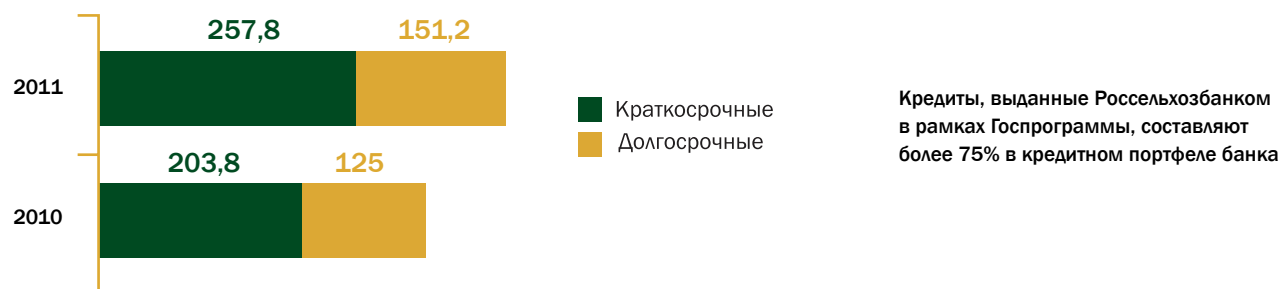 257,8 151,2
2011
203,8 125
2010
Краткосрочные
Долгосрочные
Кредиты, выданные Россельхозбанком
в рамках Госпрограммы, составляют
более 75% в кредитном портфеле банка